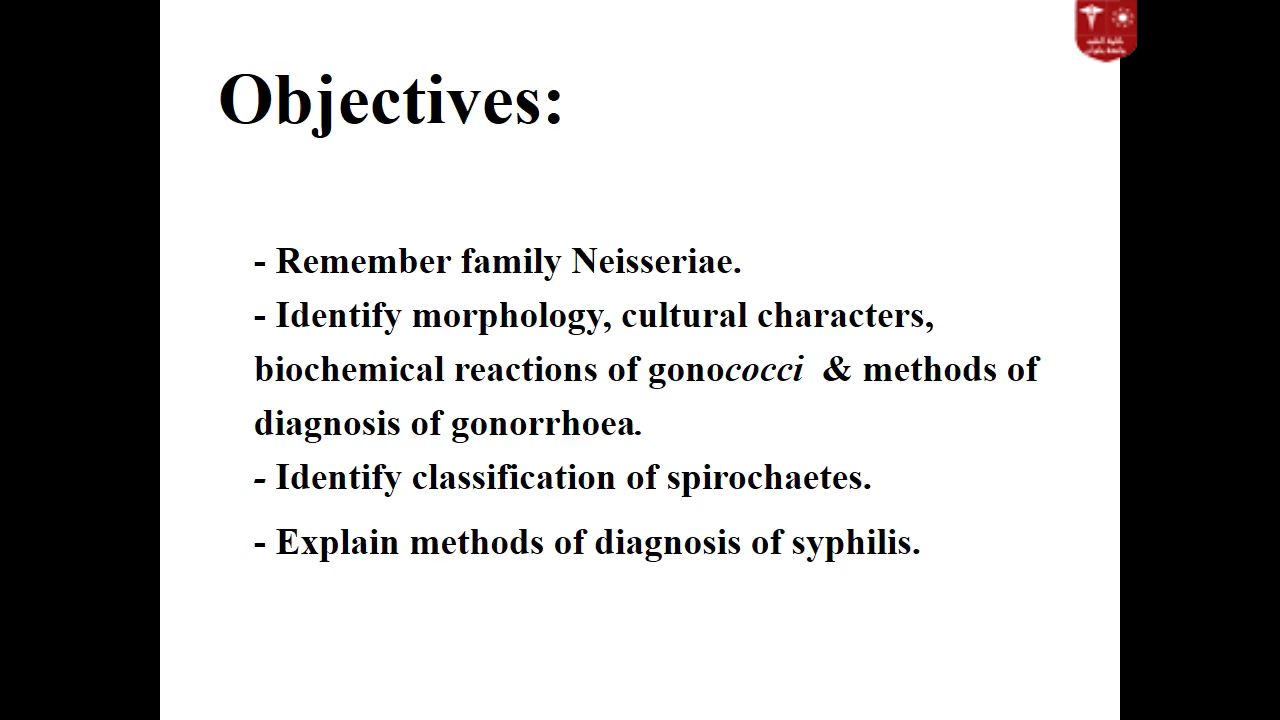 Objectives:
- Remember family Neisseriae.
- Identify morphology, cultural characters,
biochemical reactions of gonococci & methods of
diagnosis of gonorrhoea.
- Identify classification of spirochaetes.
- Explain methods of diagnosis of syphilis.